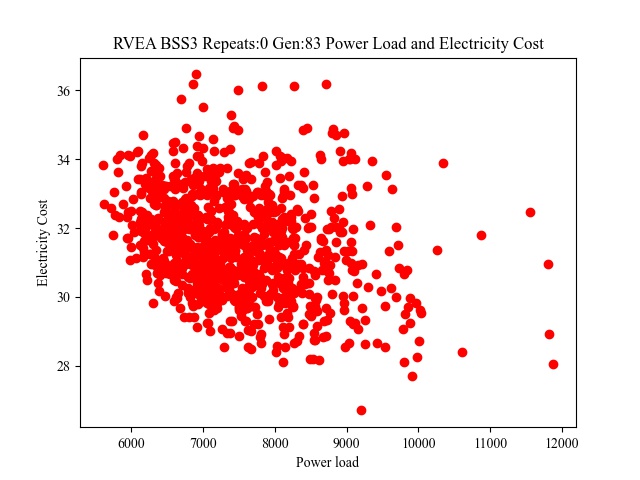 RVEA BSS3 Repeats:0 Gen:83 Power Load and Electricity Cost
36
34
32
30
28
Electricity Cost
6000 7000 8000 9000 10000 11000 12000
Power load